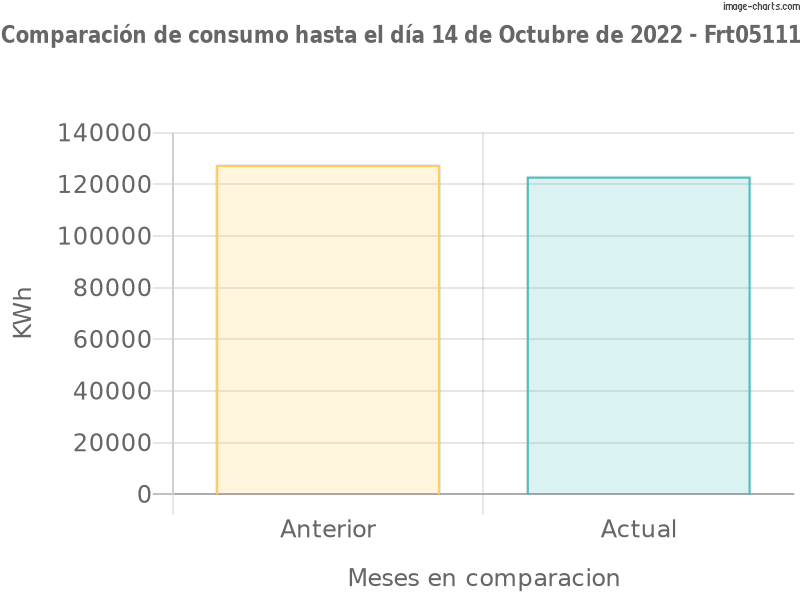 image-charts.com
Comparación de consumo hasta el día 14 de Octubre de 2022 - Frt05111
140000
120000
100000
80000
60000
40000
20000
0
KWh
Anterior
Actual
Meses en comparacion